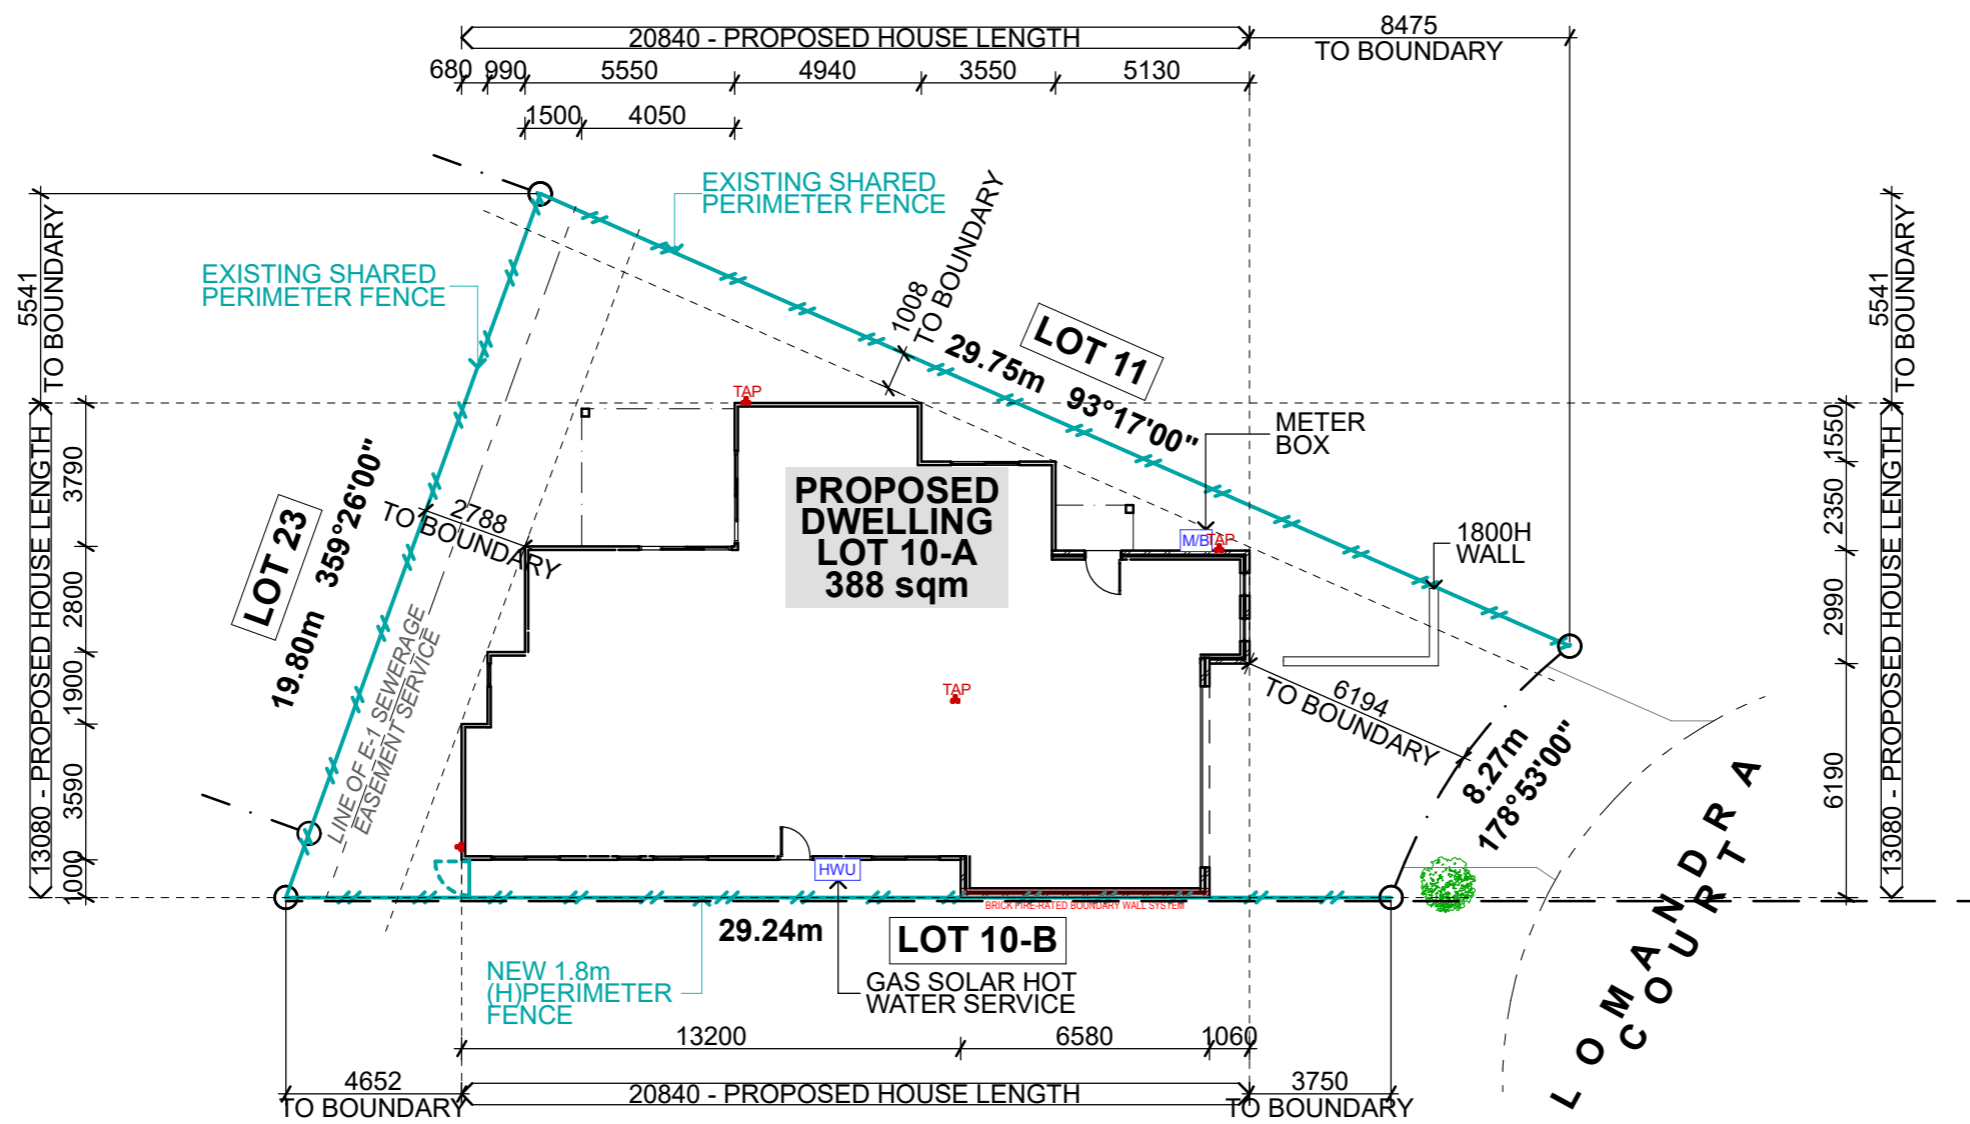 20840 - PROPOSED HOUSE LENGTH
8475
TO BOUNDARY
680
990
5550
4940
3550
5130
1500
4050
5541
TO BOUNDARY
EXISTING SHARED
PERIMETER FENCE
EXISTING SHARED
PERIMETER FENCE
1008
TO BOUNDARY
LOT 11
29.75m 93°17'00"
5541
TO BOUNDARY
TAP
METER
BOX
M/B
TAP
1800H
WALL
PROPOSED
DWELLING
LOT 10-A
388 sqm
2788
TO BOUNDARY
LOT 23
19.80m 359°26'00"
LINE OF E-1 SEWERAGE
EASEMENT SERVICE
13080 - PROPOSED HOUSE LENGTH
3790
2800
1900
3590
1000
TAP
6194
TO BOUNDARY
8.27m
178°53'00"
1550
2350
2990
6190
13080 - PROPOSED HOUSE LENGTH
HWU
BRICK FIRE-RATED BOUNDARY WALL SYSTEM
29.24m
LOT 10-B
NEW 1.8m
(H)PERIMETER
FENCE
GAS SOLAR HOT
WATER SERVICE
LOMANDRA
COURT
13200
6580
1060
4652
TO BOUNDARY
20840 - PROPOSED HOUSE LENGTH
3750
TO BOUNDARY